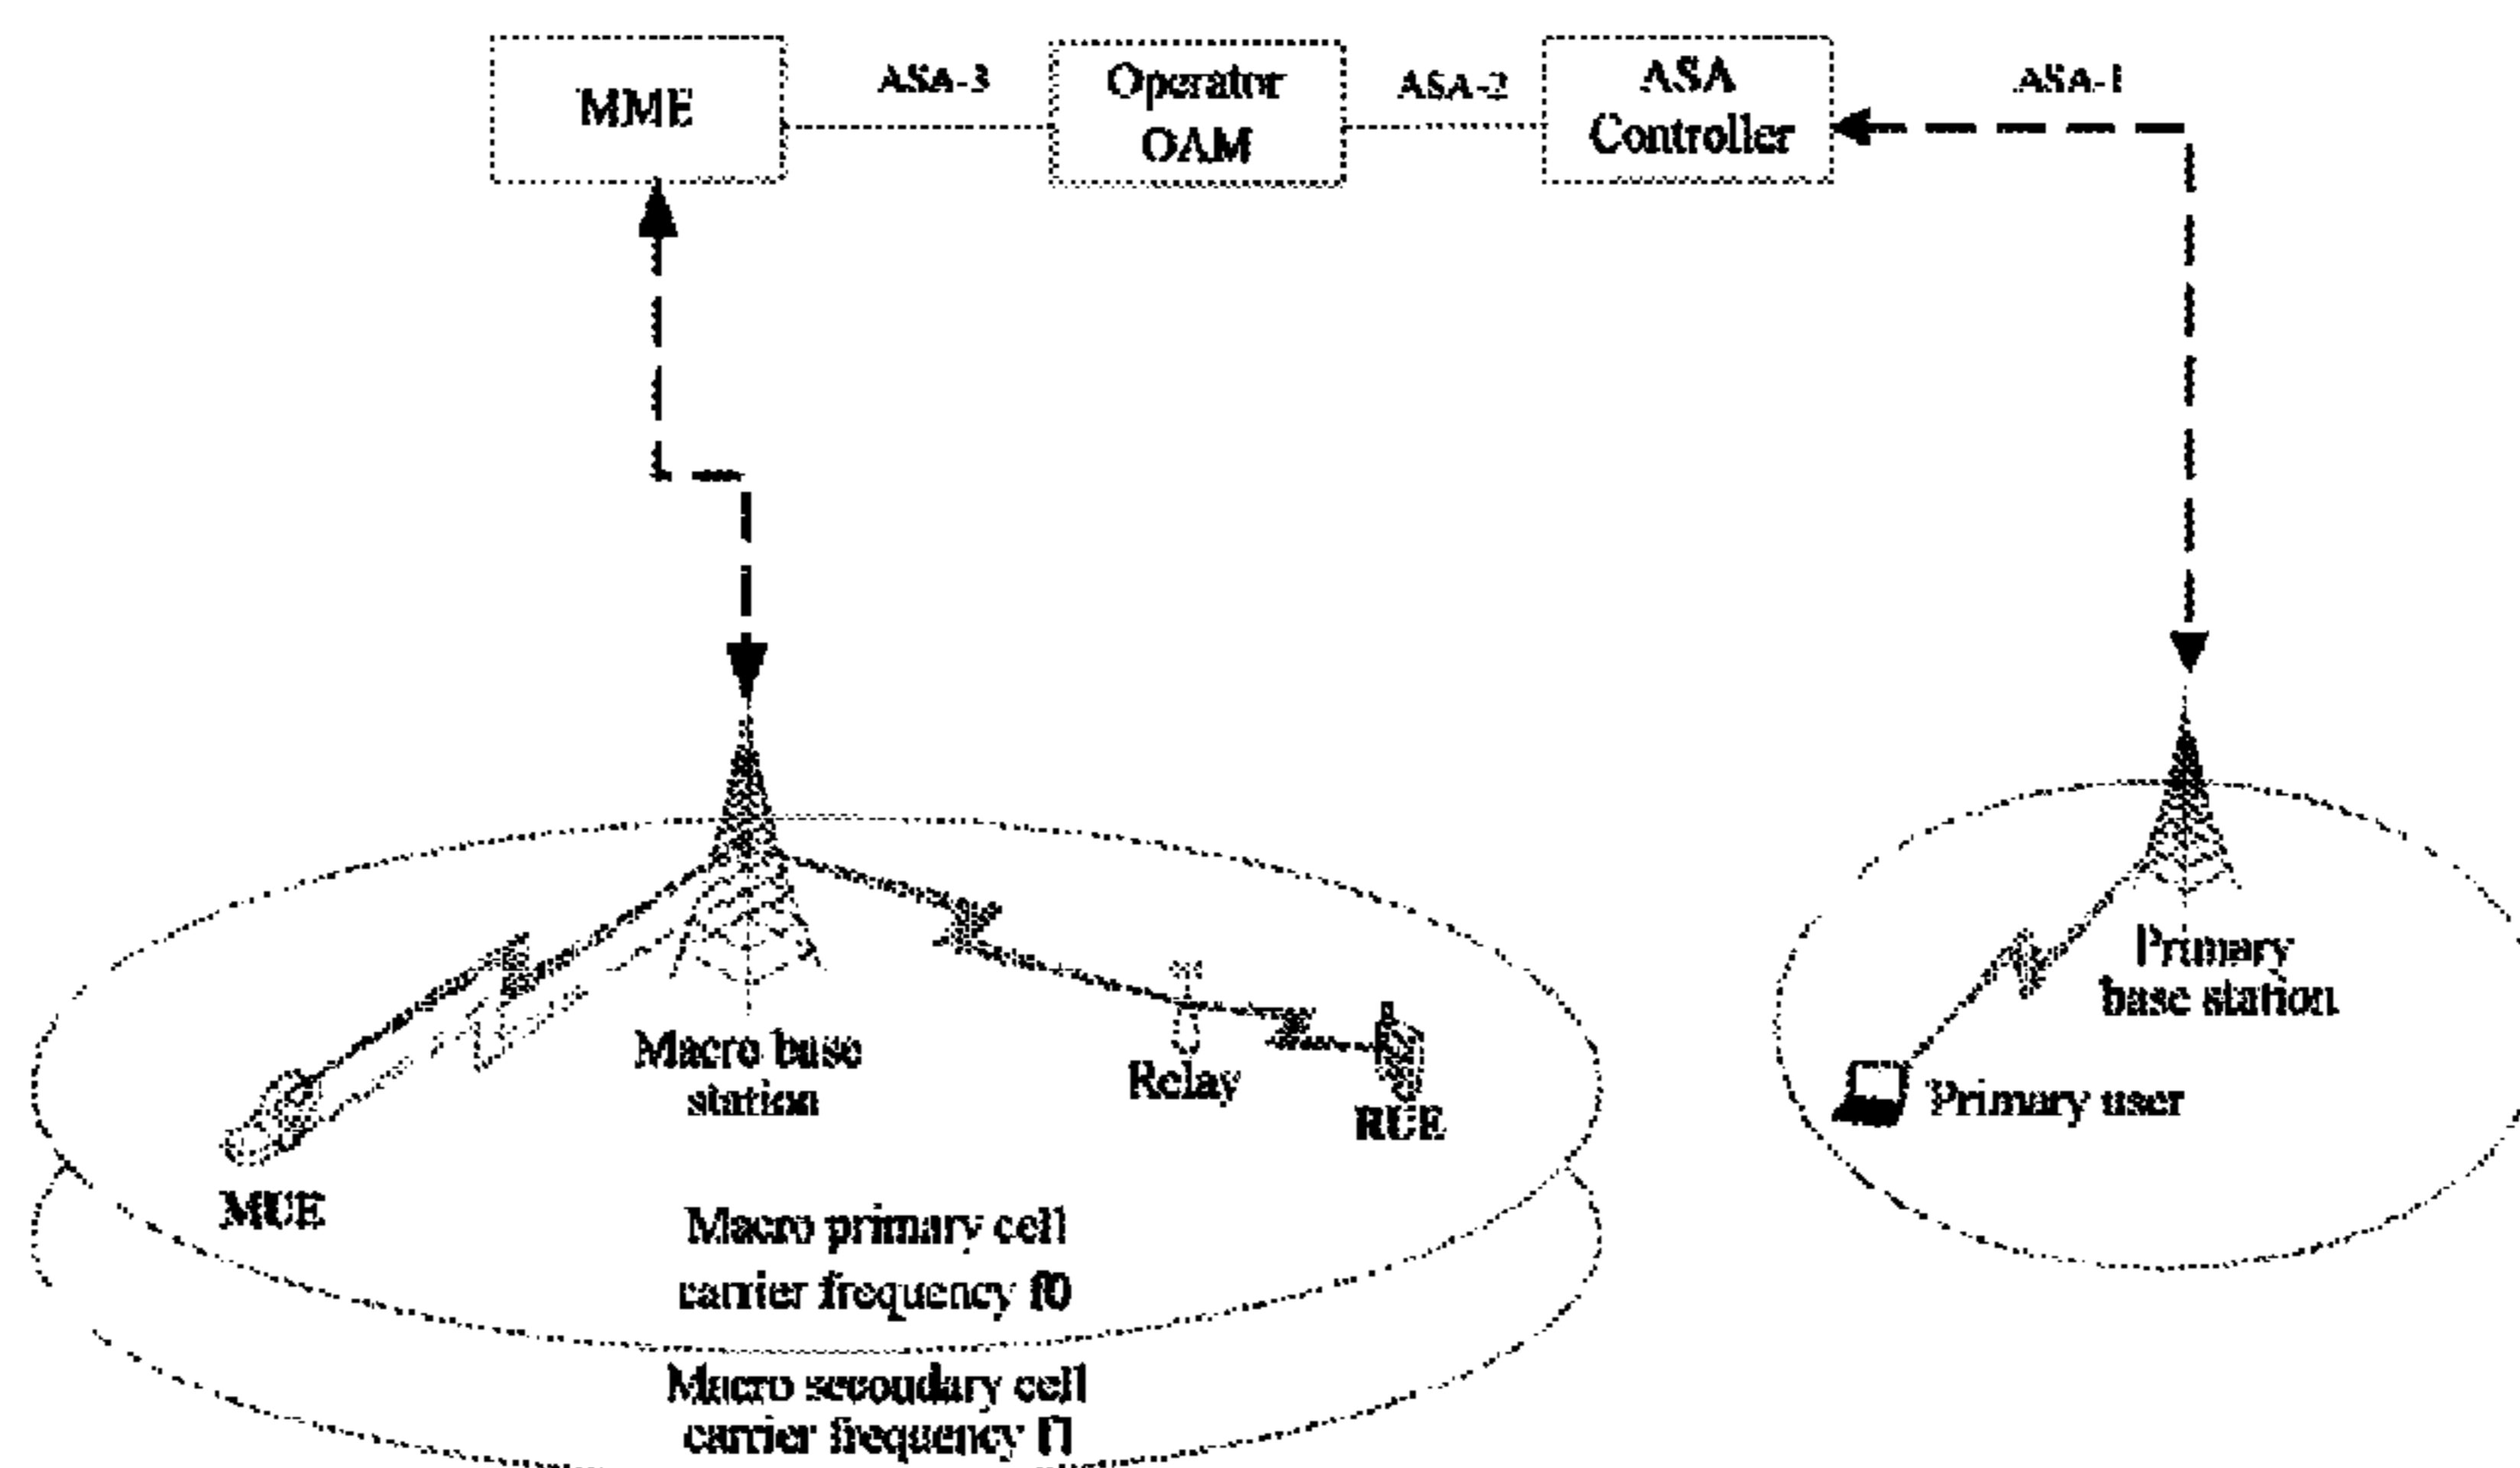 MME
ASA-3
Operator
OAM
ASA-2
ASA
Controller
ASA-1
Macro base
station
Relay
RUE
MUE
Primary
base station
Primary user
Macro primary cell
carrier frequency f0
Macro secondary cell
carrier frequency f1